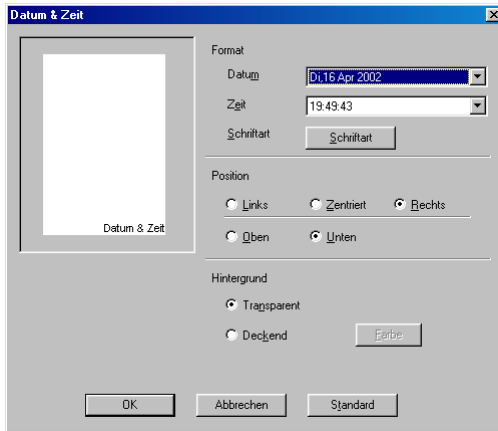 Datum & Zeit
Format
Datum Di,16 Apr 2002
Zeit 19:49:43
Schriftart Schriftart
Position
Links Zentriert Rechts
Datum & Zeit
Oben Unten
Hintergrund
Transparent
Deckend Farbe
OK Abbrechen Standard